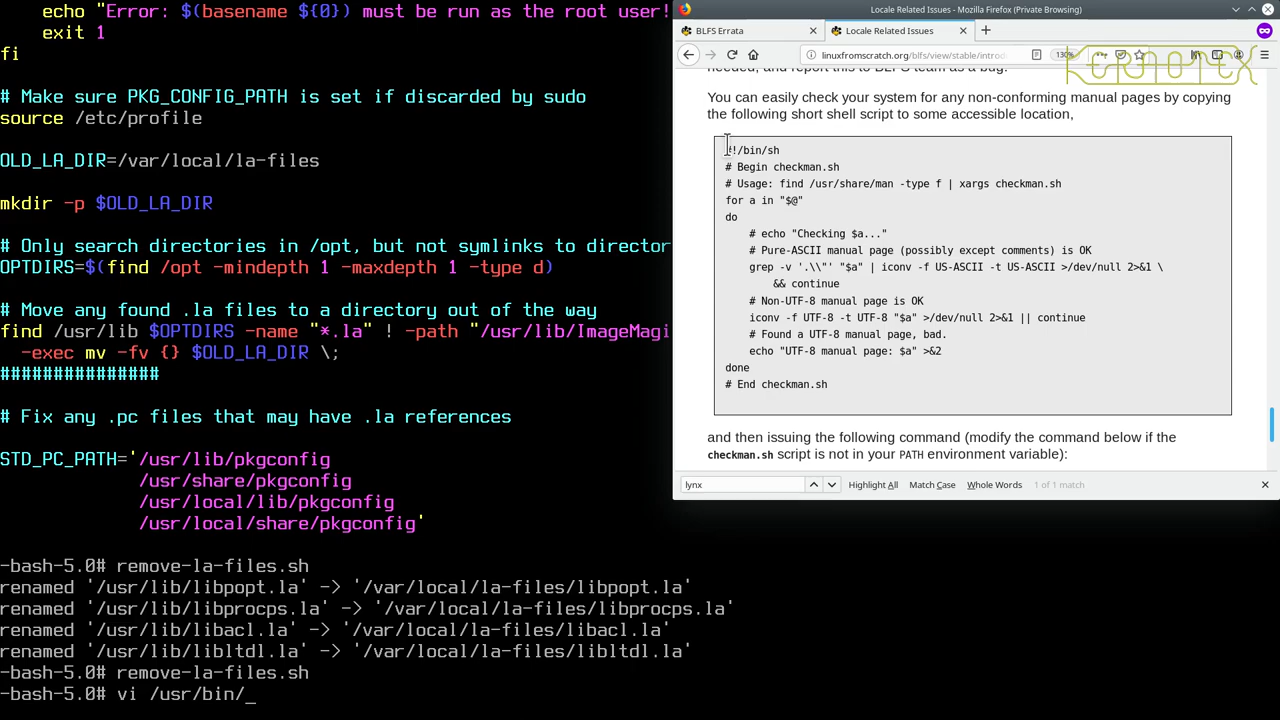 echo "Error: $(basename ${0}) must be run as the root user!
exit 1
fi
# Make sure PKG_CONFIG_PATH is set if discarded by sudo
source /etc/profile
OLD_LA_DIR=/var/local/la-files
mkdir -p $OLD_LA_DIR
# Only search directories in /opt, but not symlinks to director
OPTDIRS=$(find /opt -mindepth 1 -maxdepth 1 -type d)
# Move any found .la files to a directory out of the way
find /usr/lib $OPTDIRS -name "*.la" ! -path "/usr/lib/ImageMagi
-exec mv -fv {} $OLD_LA_DIR \;
###############
# Fix any .pc files that may have .la references
STD_PC_PATH='/usr/lib/pkgconfig
/usr/share/pkgconfig
/usr/local/lib/pkgconfig
/usr/local/share/pkgconfig'
-bash-5.0# remove-la-files.sh
renamed '/usr/lib/libpopt.la' -> '/var/local/la-files/libpopt.la'
renamed '/usr/lib/libprocps.la' -> '/var/local/la-files/libprocps.la'
renamed '/usr/lib/libacl.la' -> '/var/local/la-files/libacl.la'
renamed '/usr/lib/libltdl.la' -> '/var/local/la-files/libltdl.la'
-bash-5.0# remove-la-files.sh
-bash-5.0# vi /usr/bin/_
Locale Related Issues - Mozilla Firefox (Private Browsing)
BLFS Errata
Locale Related Issues
linuxfromscratch.org/blfs/view/stable/introd
130%
needed, and report this to BLFS team as a bug.
You can easily check your system for any non-conforming manual pages by copying
the following short shell script to some accessible location,
#!/bin/sh
# Begin checkman.sh
# Usage: find /usr/share/man -type f | xargs checkman.sh
for a in "$@"
do
# echo "Checking $a..."
# Pure-ASCII manual page (possibly except comments) is OK
grep -v '.\\"' "$a" | iconv -f US-ASCII -t US-ASCII >/dev/null 2>&1 \
&& continue
# Non-UTF-8 manual page is OK
iconv -f UTF-8 -t UTF-8 "$a" >/dev/null 2>&1 || continue
# Found a UTF-8 manual page, bad.
echo "UTF-8 manual page: $a" >&2
done
# End checkman.sh
and then issuing the following command (modify the command below if the
checkman.sh script is not in your PATH environment variable):
lynx
Highlight All
Match Case
Whole Words
1 of 1 match